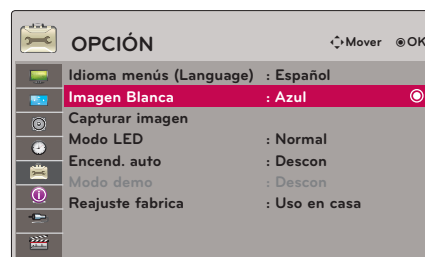 OPCIÓN Mover OK
Idioma menús (Language) : Español
Imagen Blanca : Azul
Capturar imagen
Modo LED : Normal
Encend. auto : Descon
Modo demo : Descon
Reajuste fabrica : Uso en casa